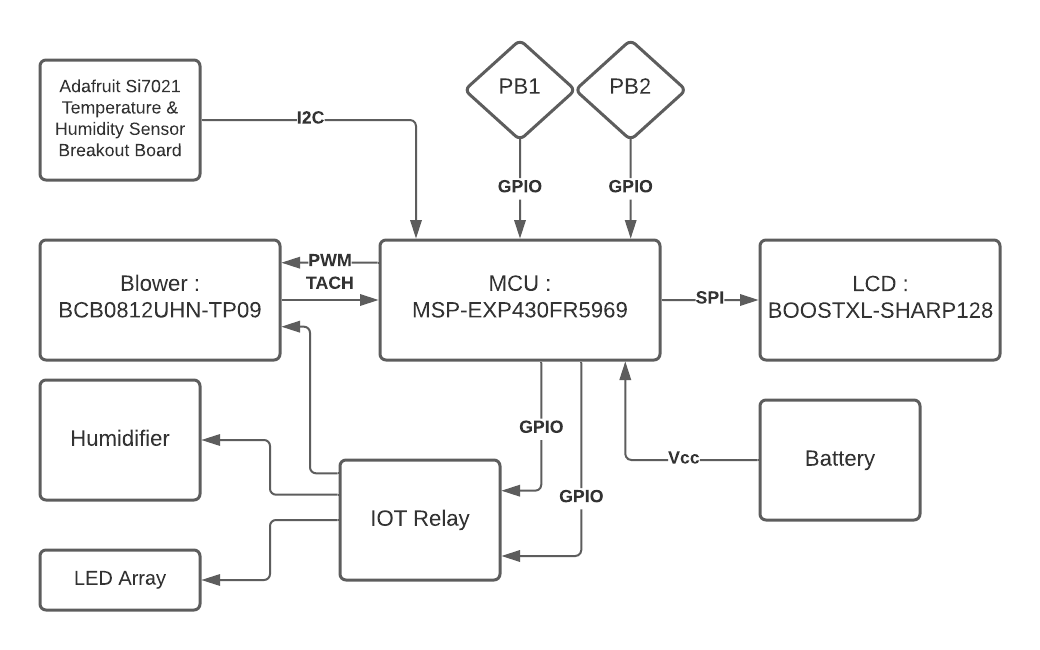 Adafruit Si7021
Temperature &
Humidity Sensor
Breakout Board
I2C
PB1
PB2
GPIO
GPIO
Blower :
BCB0812UHN-TP09
PWM
TACH
MCU :
MSP-EXP430FR5969
SPI
LCD :
BOOSTXL-SHARP128
Humidifier
GPIO
GPIO
Vcc
Battery
IOT Relay
LED Array